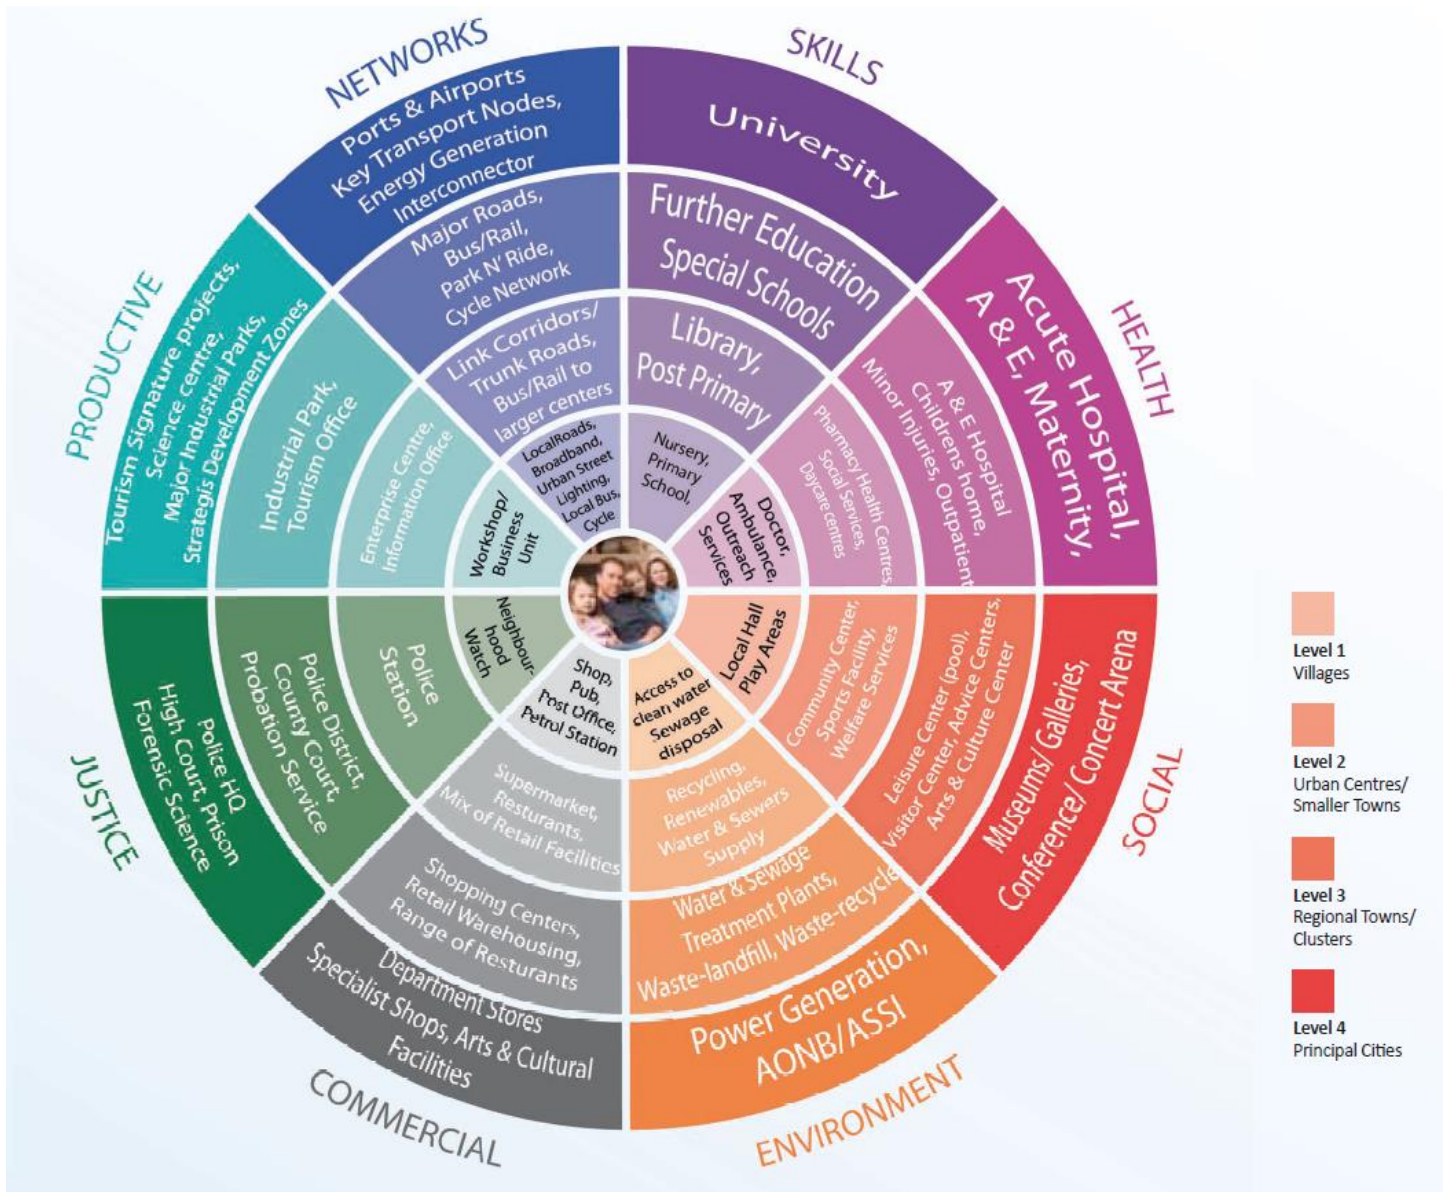 NETWORKS
Ports & Airports
Key Transport Nodes,
Energy Generation
Interconnector
Major Roads,
Bus/Rail,
Park N' Ride,
Cycle Network
Link Corridors/
Trunk Roads,
Bus/Rail to
larger centers
LocalRoads,
Broadband,
Urban Street
Lighting,
Local Bus,
Cycle
SKILLS
University
Further Education
Special Schools
Library,
Post Primary
Nursery,
Primary
School,
HEALTH
Acute Hospital,
A & E, Maternity,
A & E Hospital
Childrens home,
Minor Injuries, Outpatient
Pharmacy Health Centres,
Social Services,
Daycare centres
Doctor,
Ambulance,
Outreach
Services
SOCIAL
Museums/ Galleries,
Conference/ Concert Arena
Leisure Center (pool),
Visitor Center, Advice Centers,
Arts & Culture Center
Community Center,
Sports Facility,
Welfare Services
Local Hall
Play Areas
ENVIRONMENT
Power Generation,
AONB/ASSI
Water & Sewage
Treatment Plants,
Waste-landfill, Waste-recycle
Recycling,
Renewables,
Water & Sewers
Supply
Access to
clean water
Sewage
disposal
COMMERCIAL
Department Stores
Specialist Shops, Arts & Cultural
Facilities
Shopping Centers,
Retail Warehousing,
Range of Resturants
Supermarket,
Resturants,
Mix of Retail Facilities
Shop,
Pub,
Post Office,
Petrol Station
JUSTICE
Police HQ
High Court, Prison
Forensic Science
Police District,
County Court,
Probation Service
Police
Station
Neighbour-
hood
Watch
PRODUCTIVE
Tourism Signature projects,
Science centre,
Major Industrial Parks,
Strategis Development Zones
Industrial Park,
Tourism Office
Enterprise Centre,
Information Office
Workshop/
Business
Unit
Level 1
Villages
Level 2
Urban Centres/
Smaller Towns
Level 3
Regional Towns/
Clusters
Level 4
Principal Cities